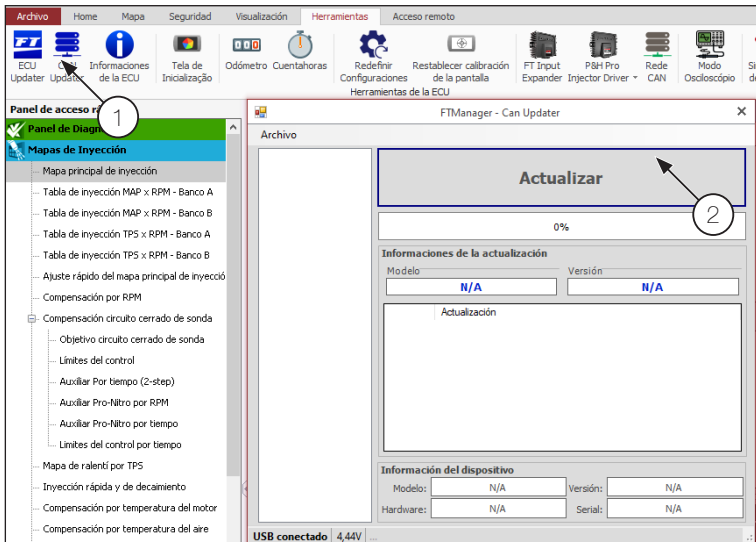 Archivo Home Mapa Seguridad Visualización Herramientas Acceso remoto
FT
ECU Updater
Updater
Informaciones de la ECU
Tela de Inicialização
Odómetro
Cuentahoras
Redefinir Configuraciones
Restablecer calibración de la pantalla
FT Input Expander
P&H Pro Injector Driver
Rede CAN
Modo Osciloscópio
Herramientas de la ECU
1
Panel de acceso
Panel de
Mapas de Inyección
Mapa principal de inyección
Tabla de inyección MAP x RPM - Banco A
Tabla de inyección MAP x RPM - Banco B
Tabla de inyección TPS x RPM - Banco A
Tabla de inyección TPS x RPM - Banco B
Ajuste rápido del mapa principal de inyecció
Compensación por RPM
Compensación circuito cerrado de sonda
Objetivo circuito cerrado de sonda
Límites del control
Auxiliar Por tiempo (2-step)
Auxiliar Pro-Nitro por RPM
Auxiliar Pro-Nitro por tiempo
Limites del control por tiempo
Mapa de ralentí por TPS
Inyección rápida y de decaimiento
Compensación por temperatura del motor
Compensación por temperatura del aire
FTManager - Can Updater
Archivo
Actualizar
2
0%
Informaciones de la actualización
Modelo
N/A
Versión
N/A
Actualización
Información del dispositivo
Modelo: N/A Versión: N/A
Hardware: N/A Serial: N/A
USB conectado 4,44V ...